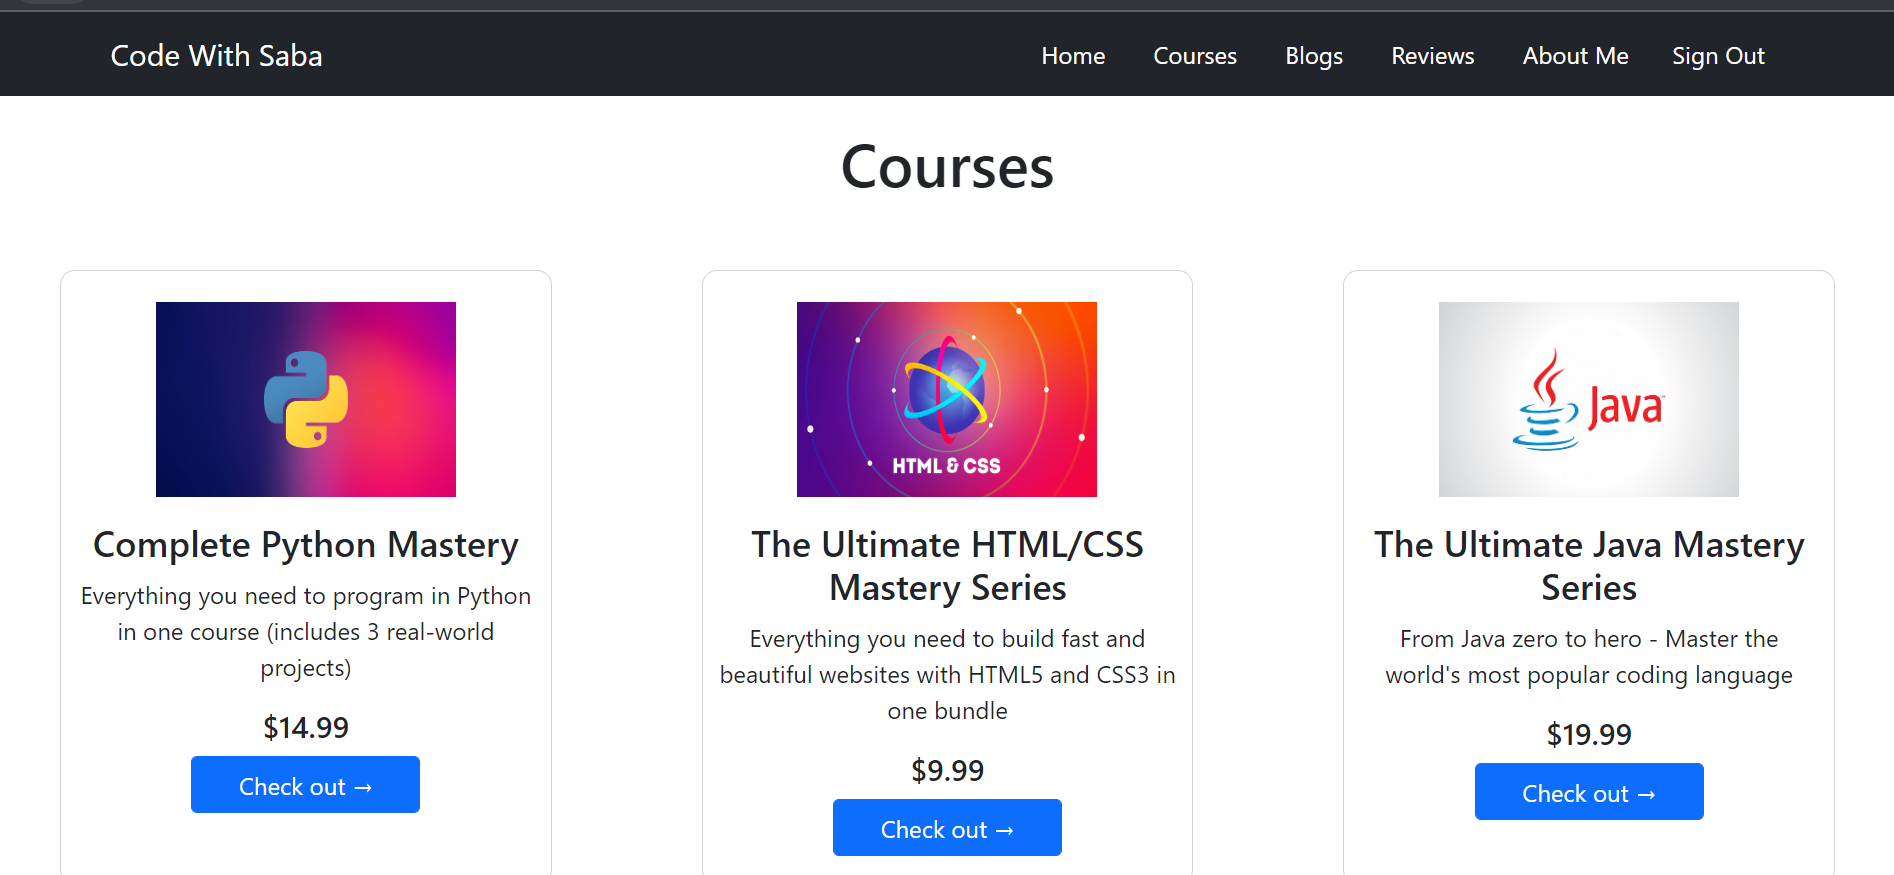 Code With Saba
Home Courses Blogs Reviews About Me Sign Out
Courses
HTML & CSS
Java
Complete Python Mastery
Everything you need to program in Python
in one course (includes 3 real-world
projects)
$14.99
Check out →
The Ultimate HTML/CSS
Mastery Series
Everything you need to build fast and
beautiful websites with HTML5 and CSS3 in
one bundle
$9.99
Check out →
The Ultimate Java Mastery
Series
From Java zero to hero - Master the
world's most popular coding language
$19.99
Check out →